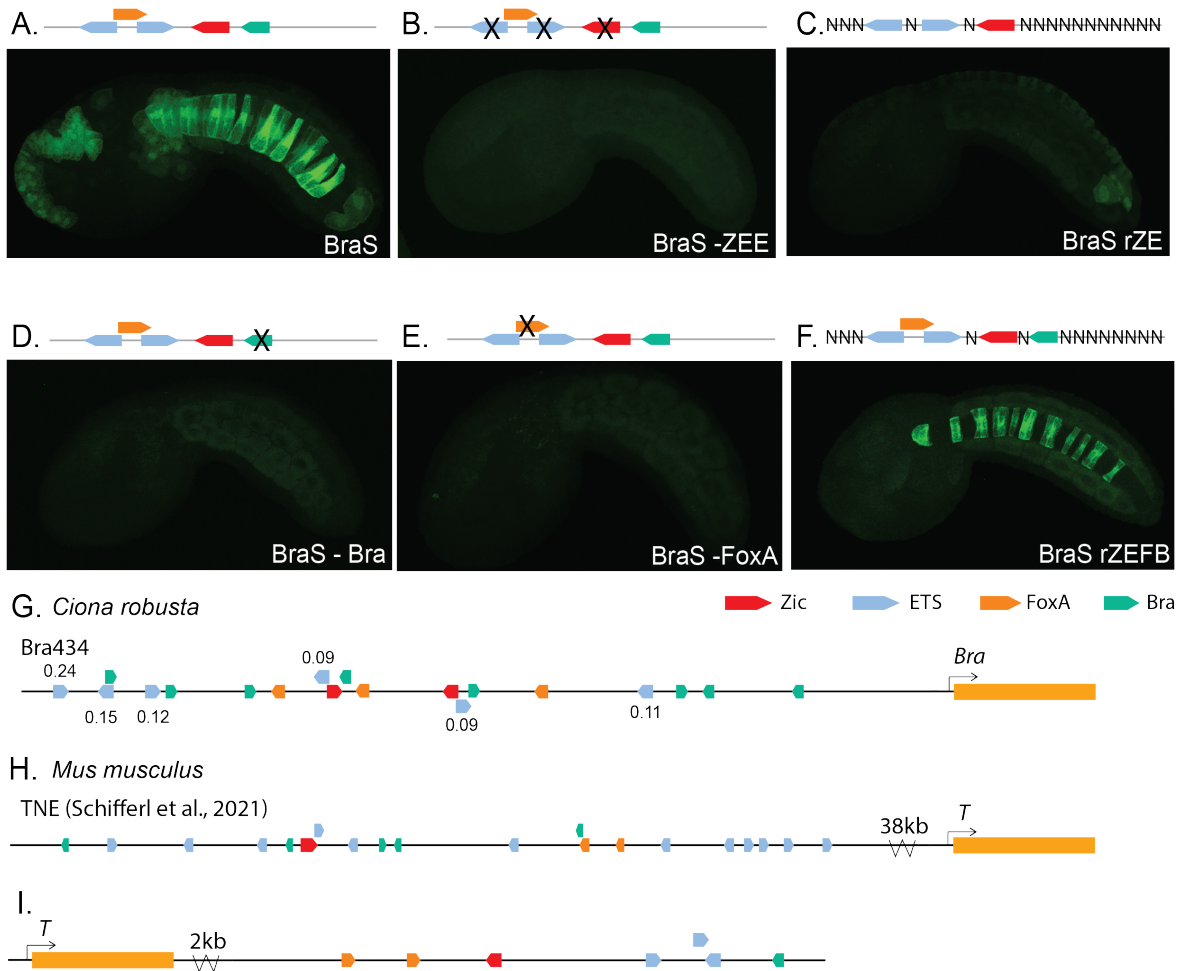 A.
B. X X X
C. NNN N N NNNNNNNNNNN
BraS
BraS -ZEE
BraS rZE
D. X
E. X
F. NNN N N NNNNNNNN
BraS - Bra
BraS -FoxA
BraS rZEFB
G. Ciona robusta
Zic ETS FoxA Bra
Bra434
0.24 0.09 Bra
0.15 0.12 0.09 0.11
H. Mus musculus
TNE (Schifferl et al., 2021)
38kb T
I.
T 2kb